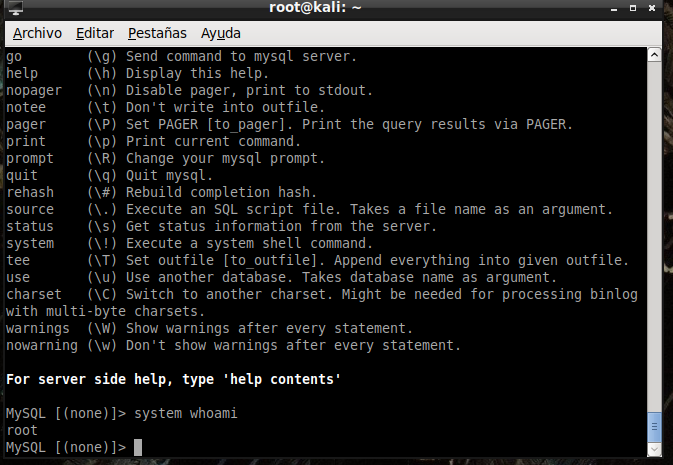 root@kali: ~
Archivo Editar Pestañas Ayuda
go (\g) Send command to mysql server.
help (\h) Display this help.
nopager (\n) Disable pager, print to stdout.
notee (\t) Don't write into outfile.
pager (\P) Set PAGER [to_pager]. Print the query results via PAGER.
print (\p) Print current command.
prompt (\R) Change your mysql prompt.
quit (\q) Quit mysql.
rehash (\#) Rebuild completion hash.
source (\.) Execute an SQL script file. Takes a file name as an argument.
status (\s) Get status information from the server.
system (\!) Execute a system shell command.
tee (\T) Set outfile [to_outfile]. Append everything into given outfile.
use (\u) Use another database. Takes database name as argument.
charset (\C) Switch to another charset. Might be needed for processing binlog
with multi-byte charsets.
warnings (\W) Show warnings after every statement.
nowarning (\w) Don't show warnings after every statement.
For server side help, type 'help contents'
MySQL [(none)]> system whoami
root
MySQL [(none)]>